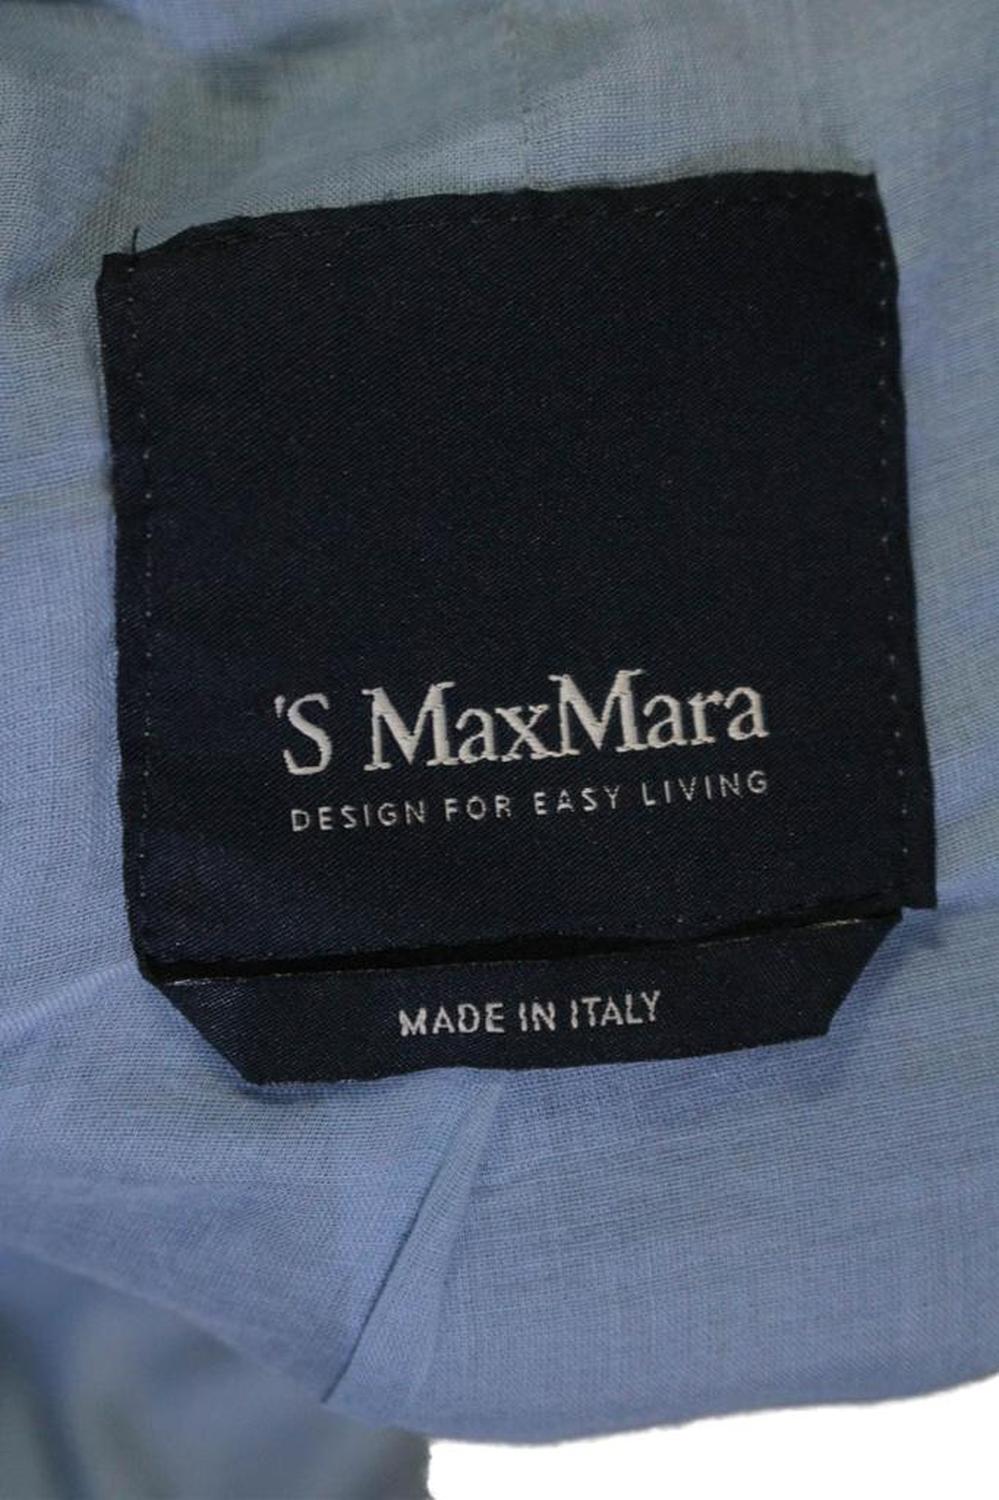 'S MaxMara
DESIGN FOR EASY LIVING
MADE IN ITALY